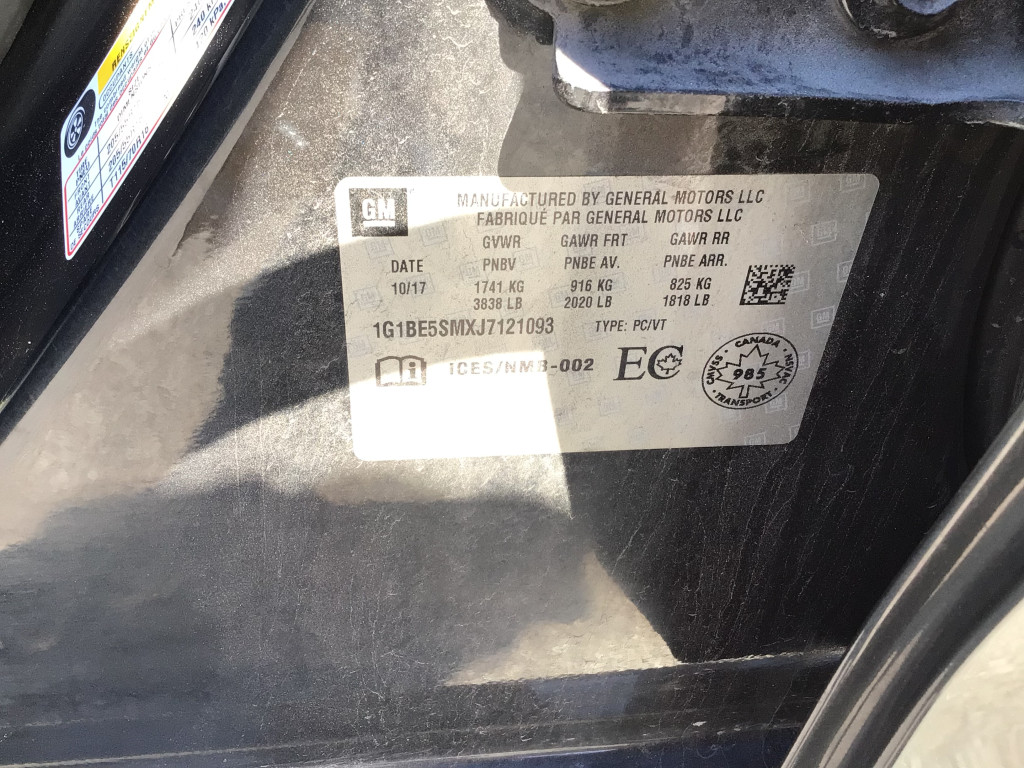 GM
MANUFACTURED BY GENERAL MOTORS LLC
FABRIQUÉ PAR GENERAL MOTORS LLC
GVWR GAWR FRT GAWR RR
DATE PNBV PNBE AV. PNBE ARR.
10/17 1741 KG 916 KG 825 KG
3838 LB 2020 LB 1818 LB
1G1BE5SMXJ7121093 TYPE: PC/VT
i ICES/NMB-002 EC
CANADA
CMVSS 985 NSVAC
TRANSPORT